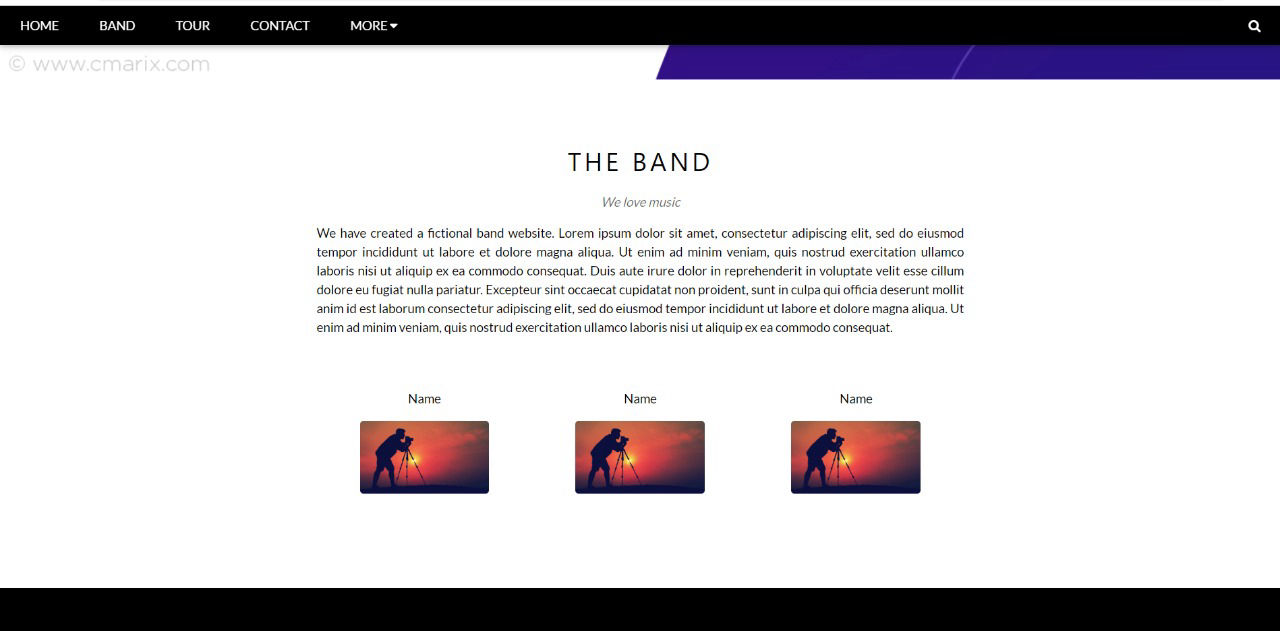 HOME BAND TOUR CONTACT MORE
© www.cmarix.com
THE BAND
We love music
We have created a fictional band website. Lorem ipsum dolor sit amet, consectetur adipiscing elit, sed do eiusmod
tempor incididunt ut labore et dolore magna aliqua. Ut enim ad minim veniam, quis nostrud exercitation ullamco
laboris nisi ut aliquip ex ea commodo consequat. Duis aute irure dolor in reprehenderit in voluptate velit esse cillum
dolore eu fugiat nulla pariatur. Excepteur sint occaecat cupidatat non proident, sunt in culpa qui officia deserunt mollit
anim id est laborum consectetur adipiscing elit, sed do eiusmod tempor incididunt ut labore et dolore magna aliqua. Ut
enim ad minim veniam, quis nostrud exercitation ullamco laboris nisi ut aliquip ex ea commodo consequat.
Name Name Name